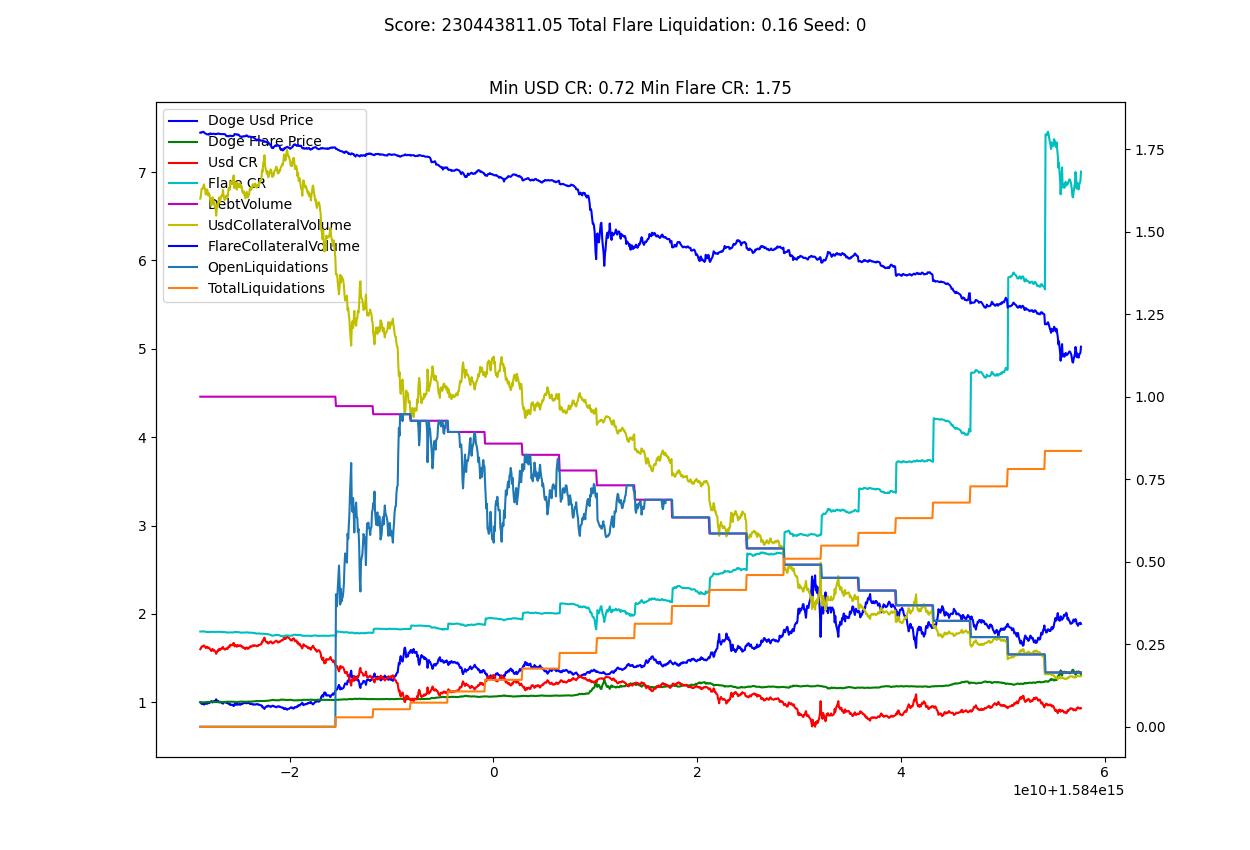 Score: 230443811.05 Total Flare Liquidation: 0.16 Seed: 0
Min USD CR: 0.72 Min Flare CR: 1.75
Doge Usd Price
Doge Flare Price
Usd CR
Flare CR
DebtVolume
UsdCollateralVolume
FlareCollateralVolume
OpenLiquidations
TotalLiquidations
7
6
5
4
3
2
1
1.75
1.50
1.25
1.00
0.75
0.50
0.25
0.00
−2
0
2
4
6
1e10+1.584e15